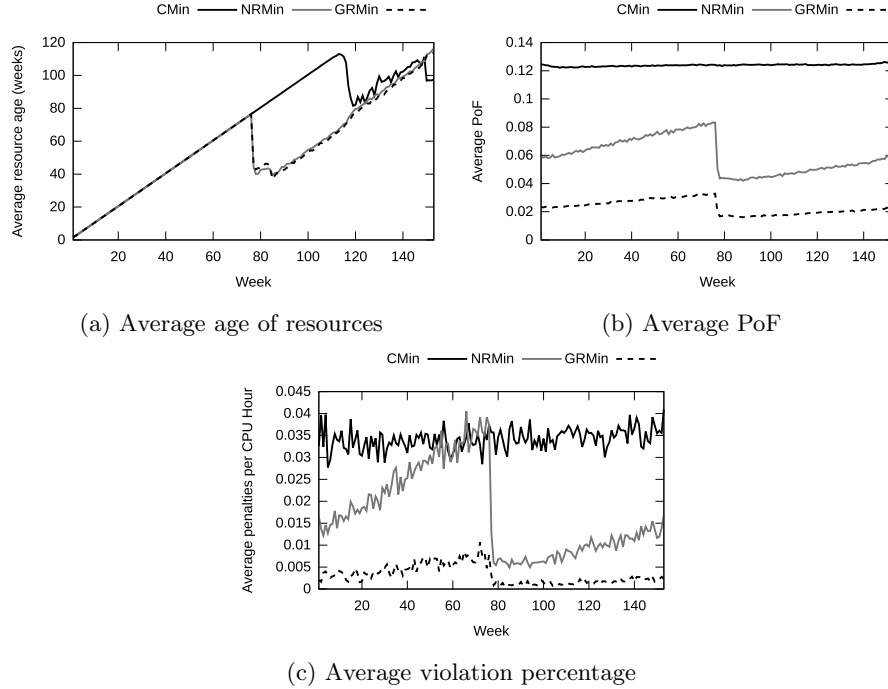 CMin NRMin GRMin
Average resource age (weeks)
120
100
80
60
40
20
0
20 40 60 80 100 120 140
Week
(a) Average age of resources
CMin NRMin GRMin
Average PoF
0.14
0.12
0.1
0.08
0.06
0.04
0.02
0
20 40 60 80 100 120 140
Week
(b) Average PoF
CMin NRMin GRMin
Average penalties per CPU Hour
0.045
0.04
0.035
0.03
0.025
0.02
0.015
0.01
0.005
0
20 40 60 80 100 120 140
Week
(c) Average violation percentage